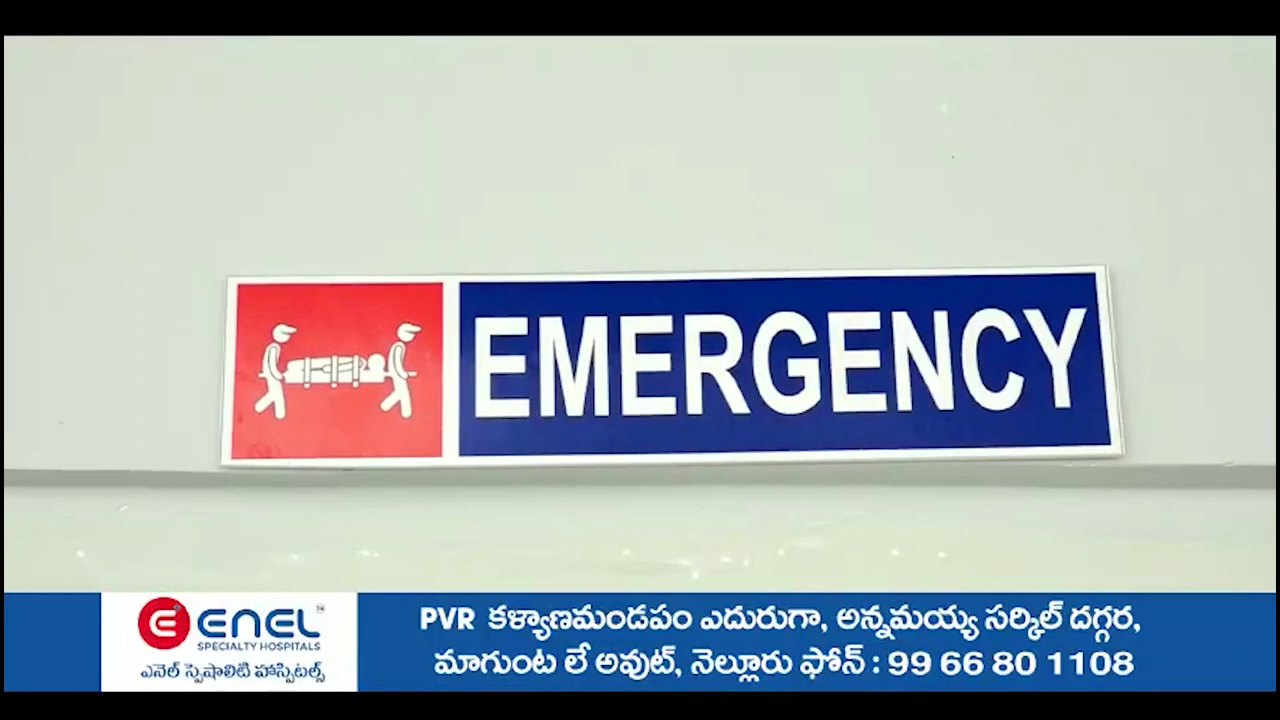 EMERGENCY
ENEL TM
SPECIALTY HOSPITALS
ఎనెల్ స్పెషాలిటి హాస్పిటల్స్
PVR కళ్యాణమండపం ఎదురుగా, అన్నమయ్య సర్కిల్ దగ్గర,
మాగుంట లే అవుట్, నెల్లూరు ఫోన్ : 99 66 80 1108